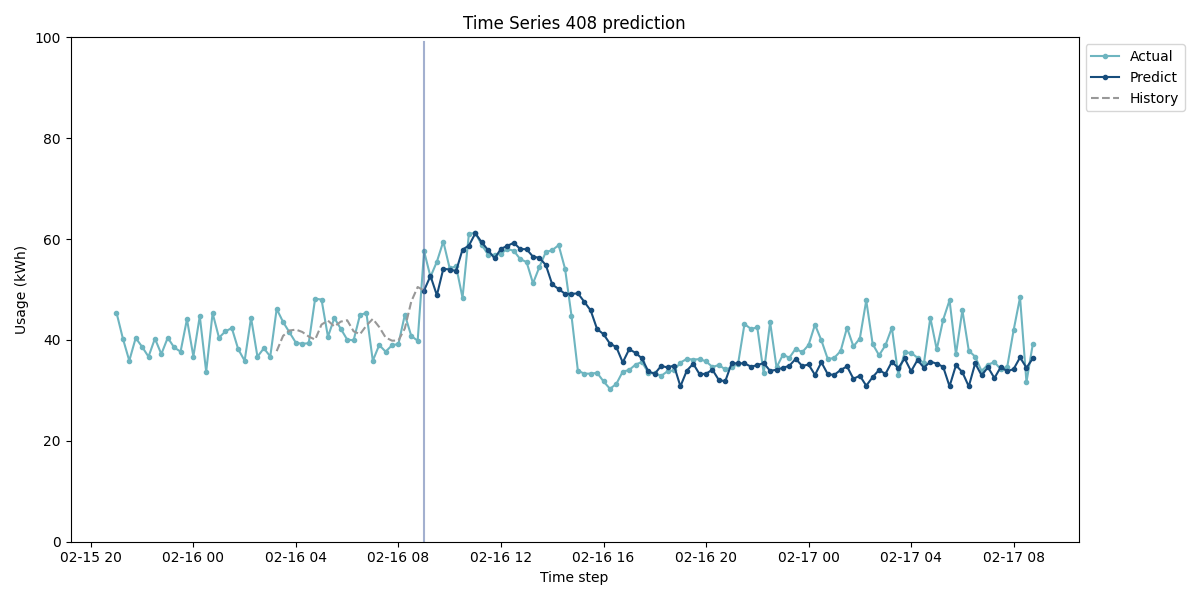 Time Series 408 prediction
Usage (kWh)
100
80
60
40
20
0
02-15 20
02-16 00
02-16 04
02-16 08
02-16 12
02-16 16
02-16 20
02-17 00
02-17 04
02-17 08
Time step
Actual
Predict
History